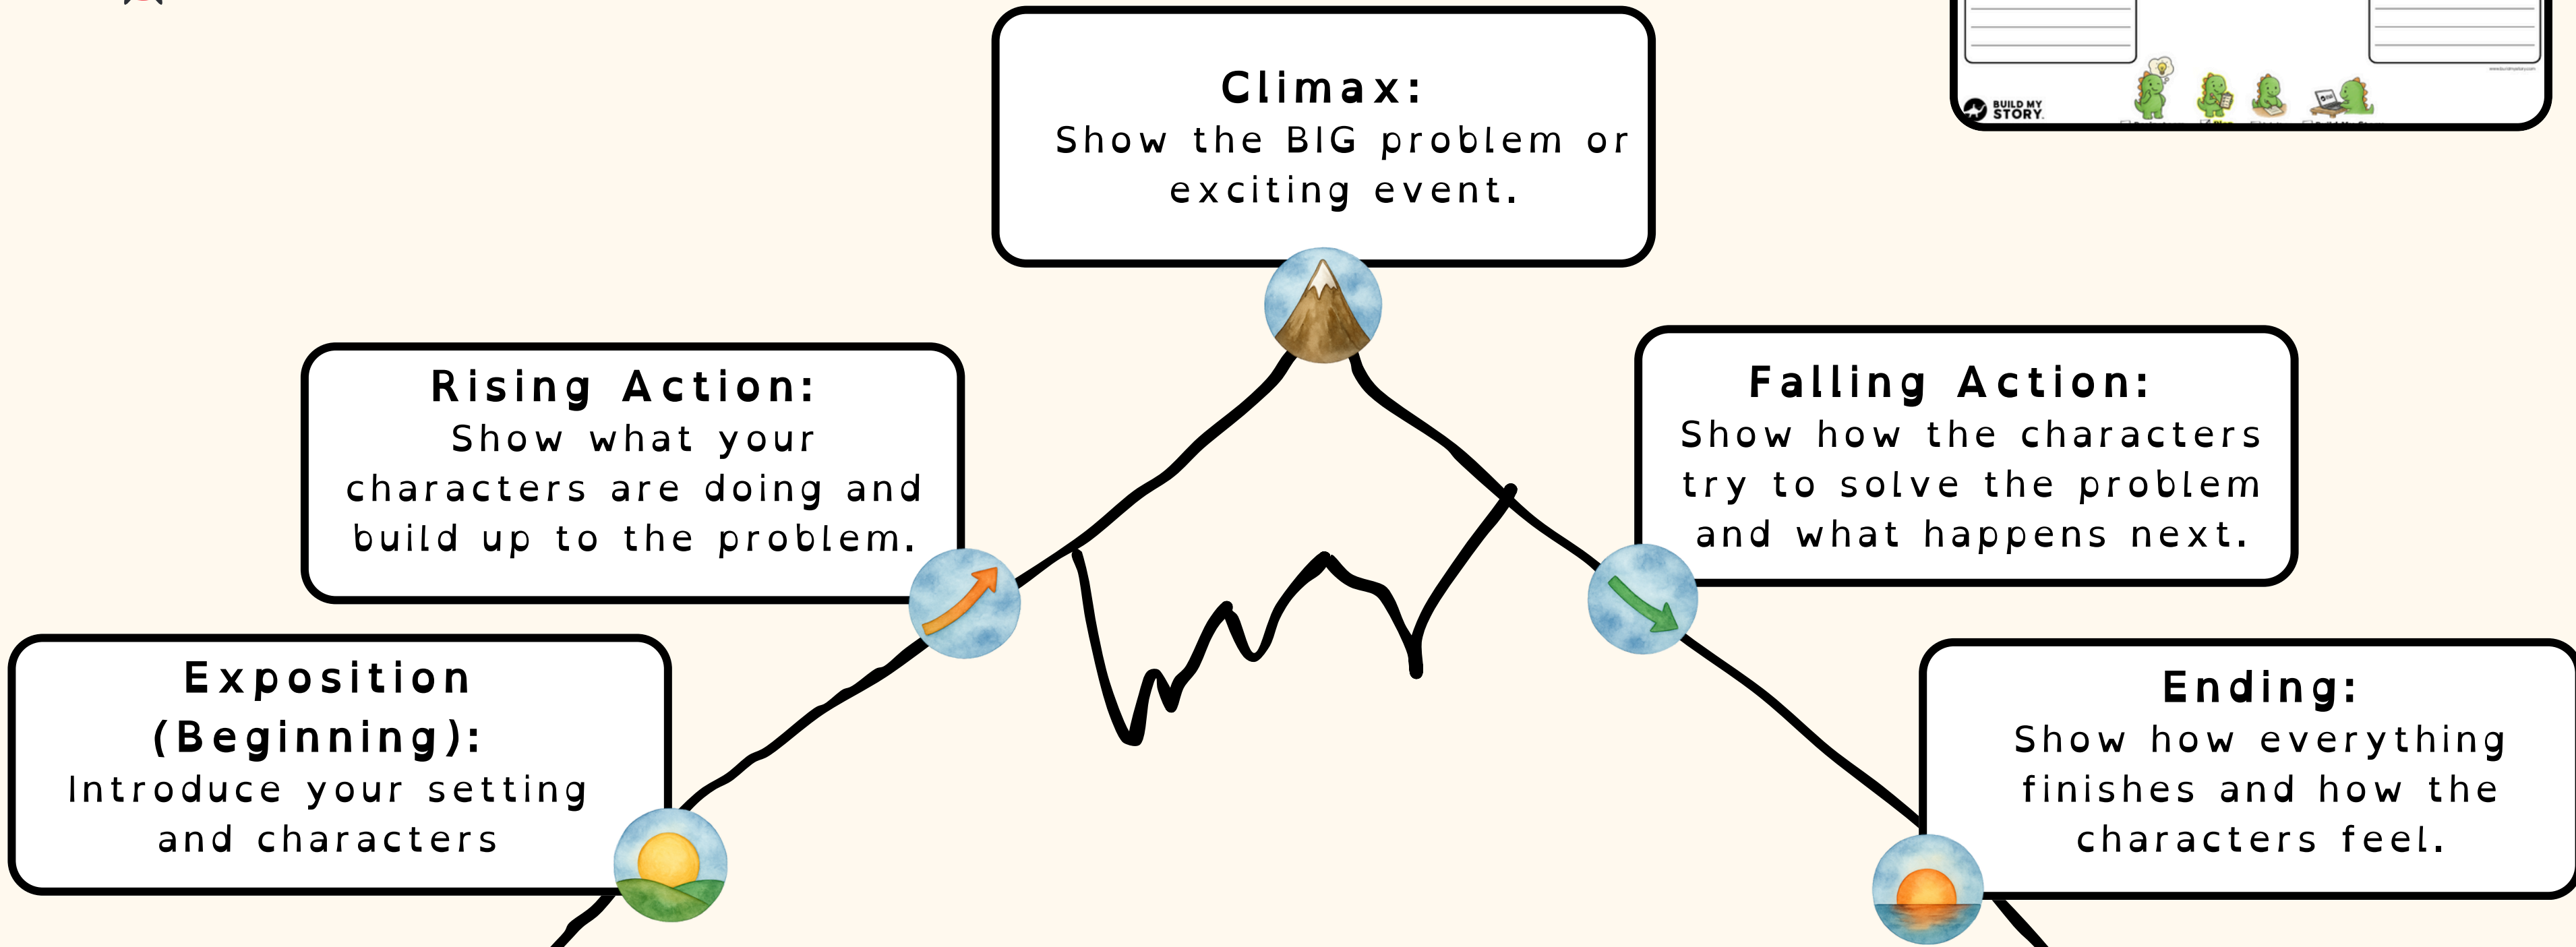 Climax:
Show the BIG problem or
exciting event.
BUILD MY
STORY
Rising Action:
Show what your
characters are doing and
build up to the problem.
Falling Action:
Show how the characters
try to solve the problem
and what happens next.
Exposition
(Beginning):
Introduce your setting
and characters
Ending:
Show how everything
finishes and how the
characters feel.